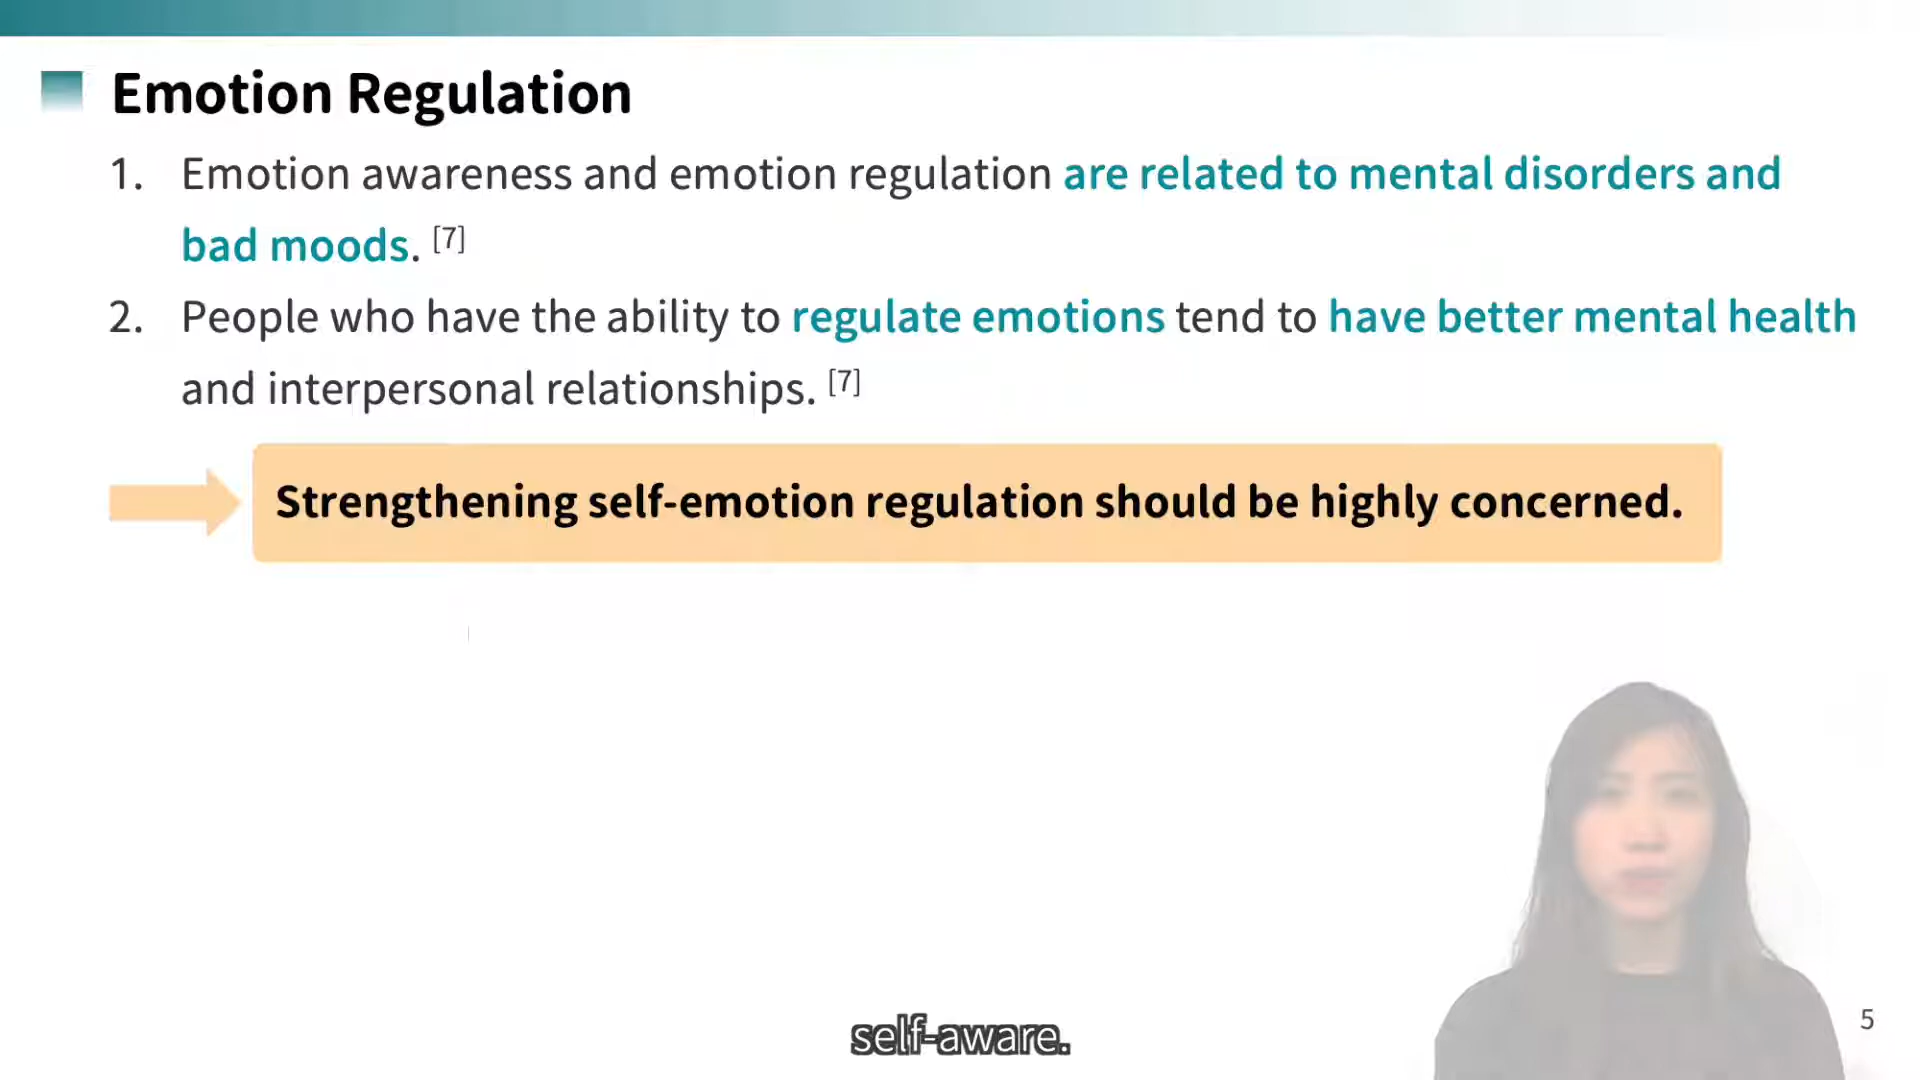 Emotion Regulation
1. Emotion awareness and emotion regulation are related to mental disorders and
bad moods. [7]
2. People who have the ability to regulate emotions tend to have better mental health
and interpersonal relationships. [7]
Strengthening self-emotion regulation should be highly concerned.
self-aware.
5